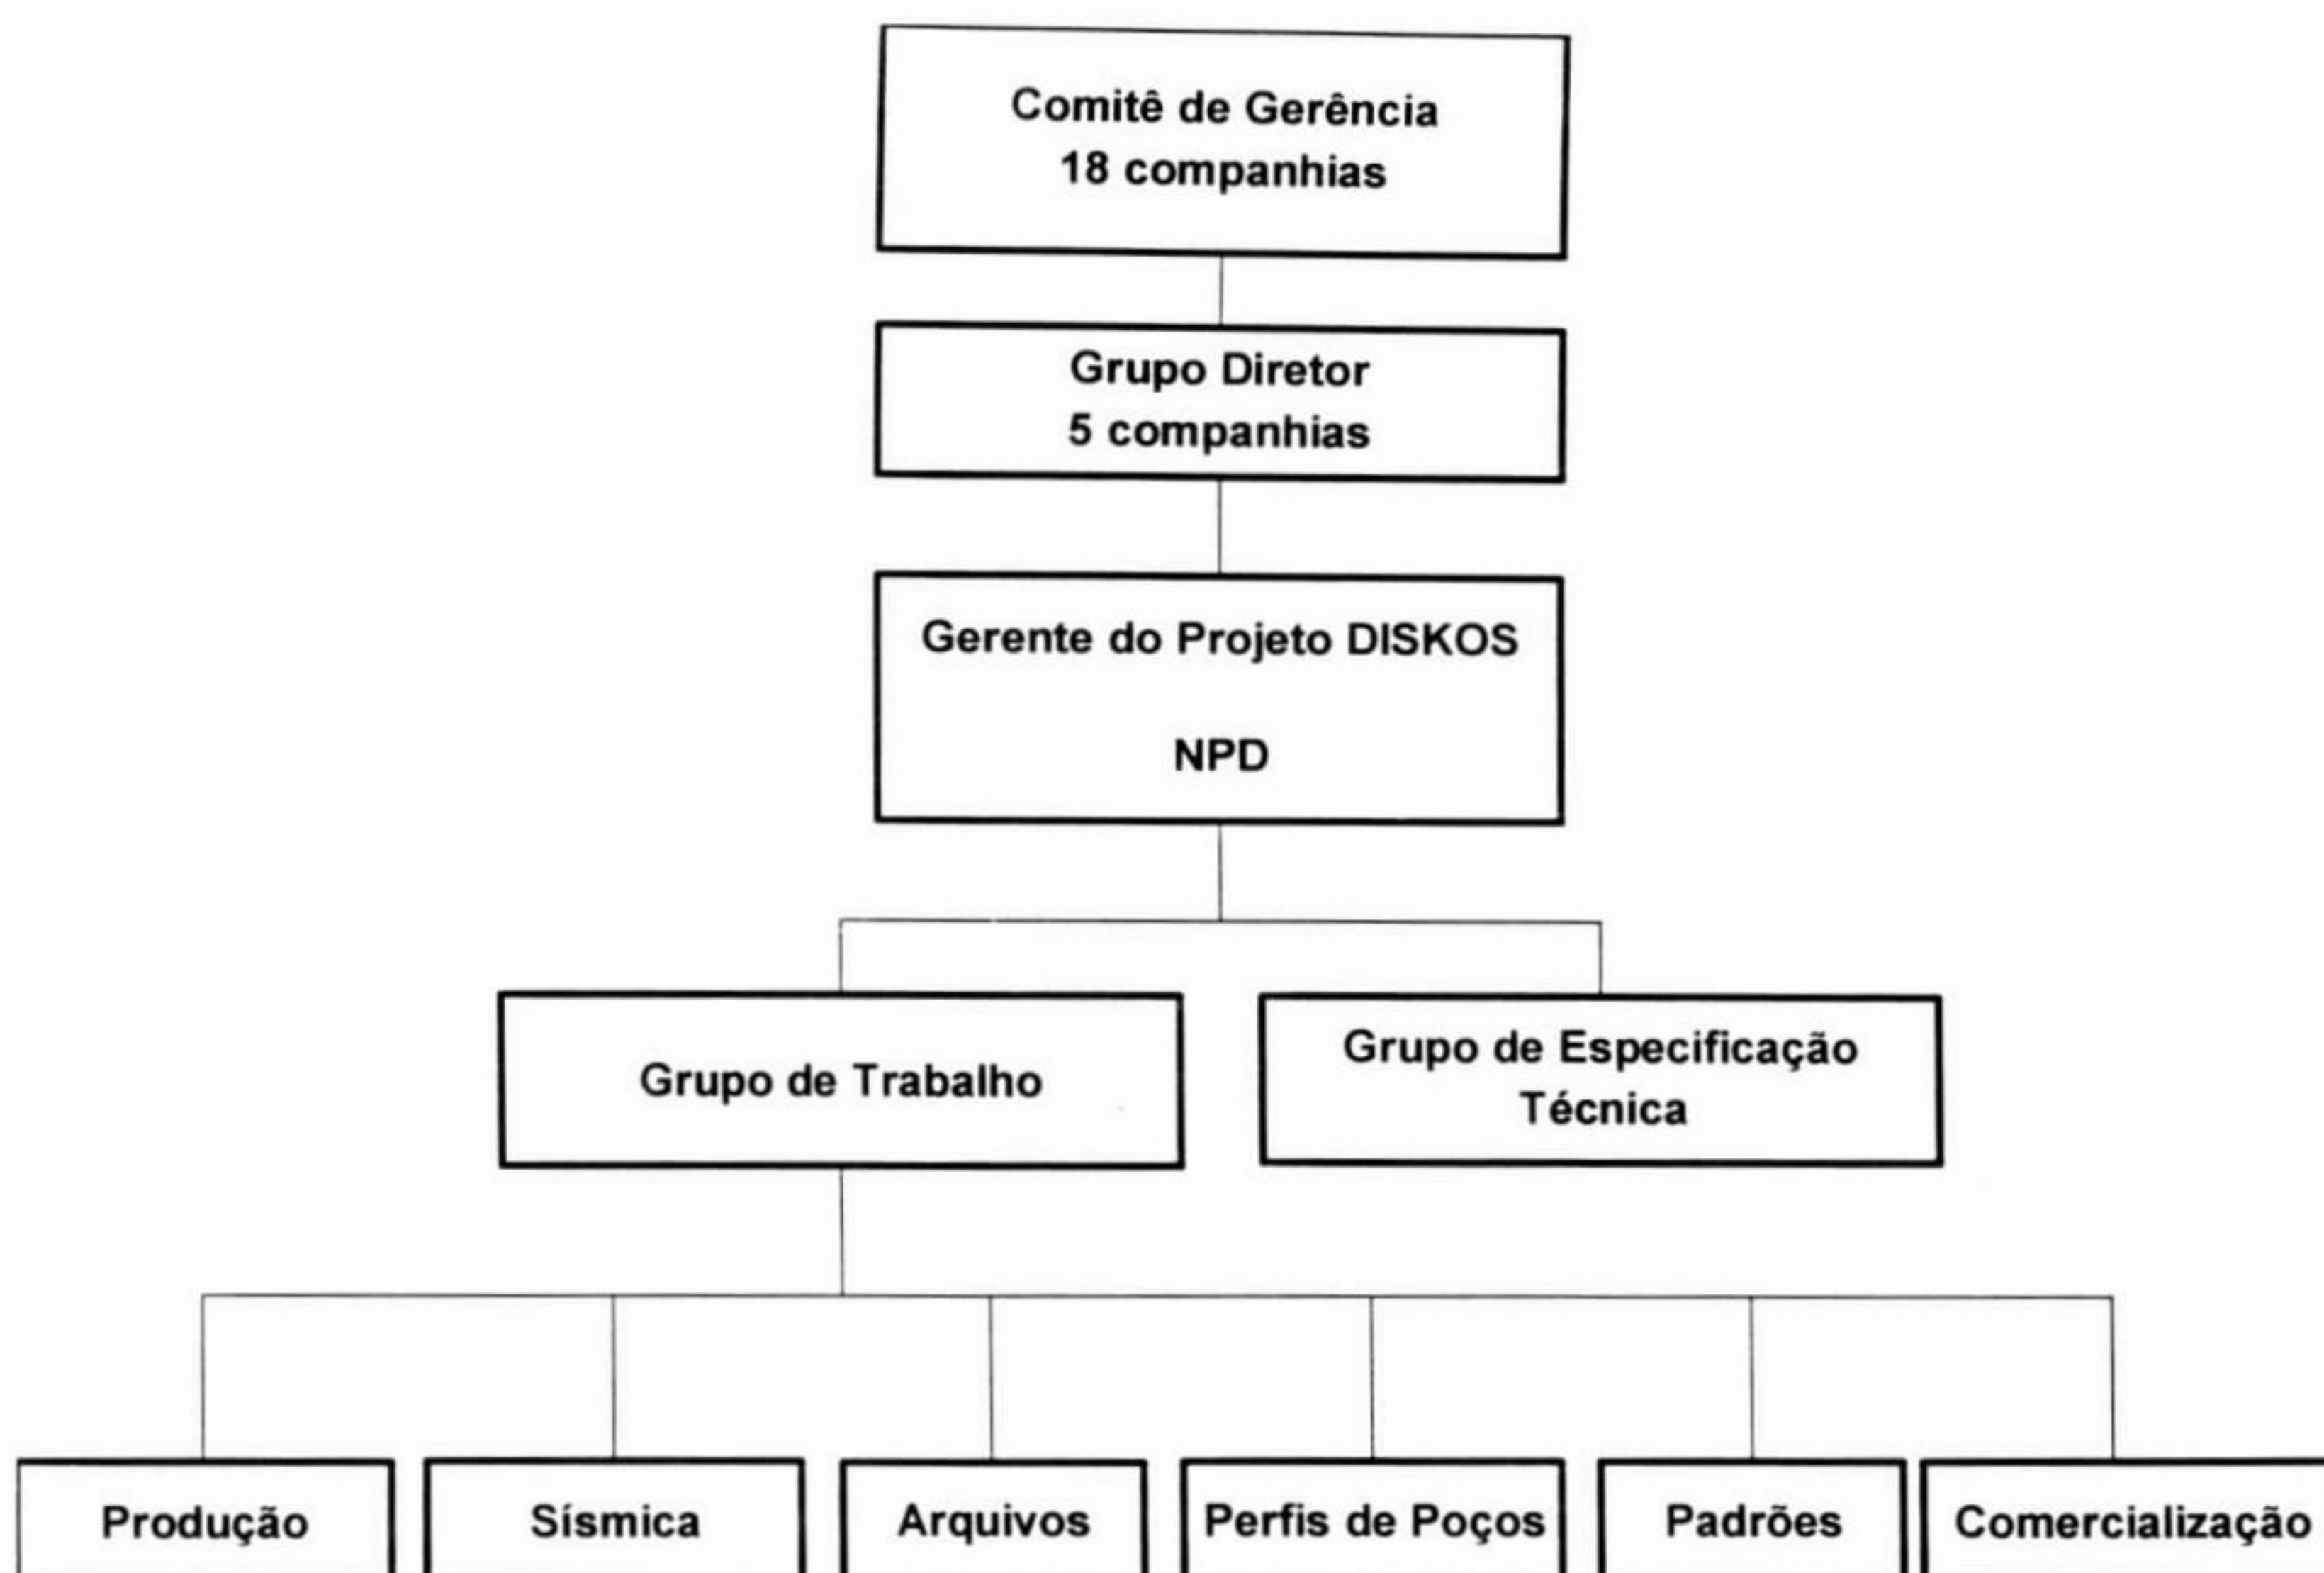 Comitê de Gerência
18 companhias
Grupo Diretor
5 companhias
Gerente do Projeto DISKOS
NPD
Grupo de Trabalho
Grupo de Especificação
Técnica
Produção
Sísmica
Arquivos
Perfis de Poços
Padrões
Comercialização